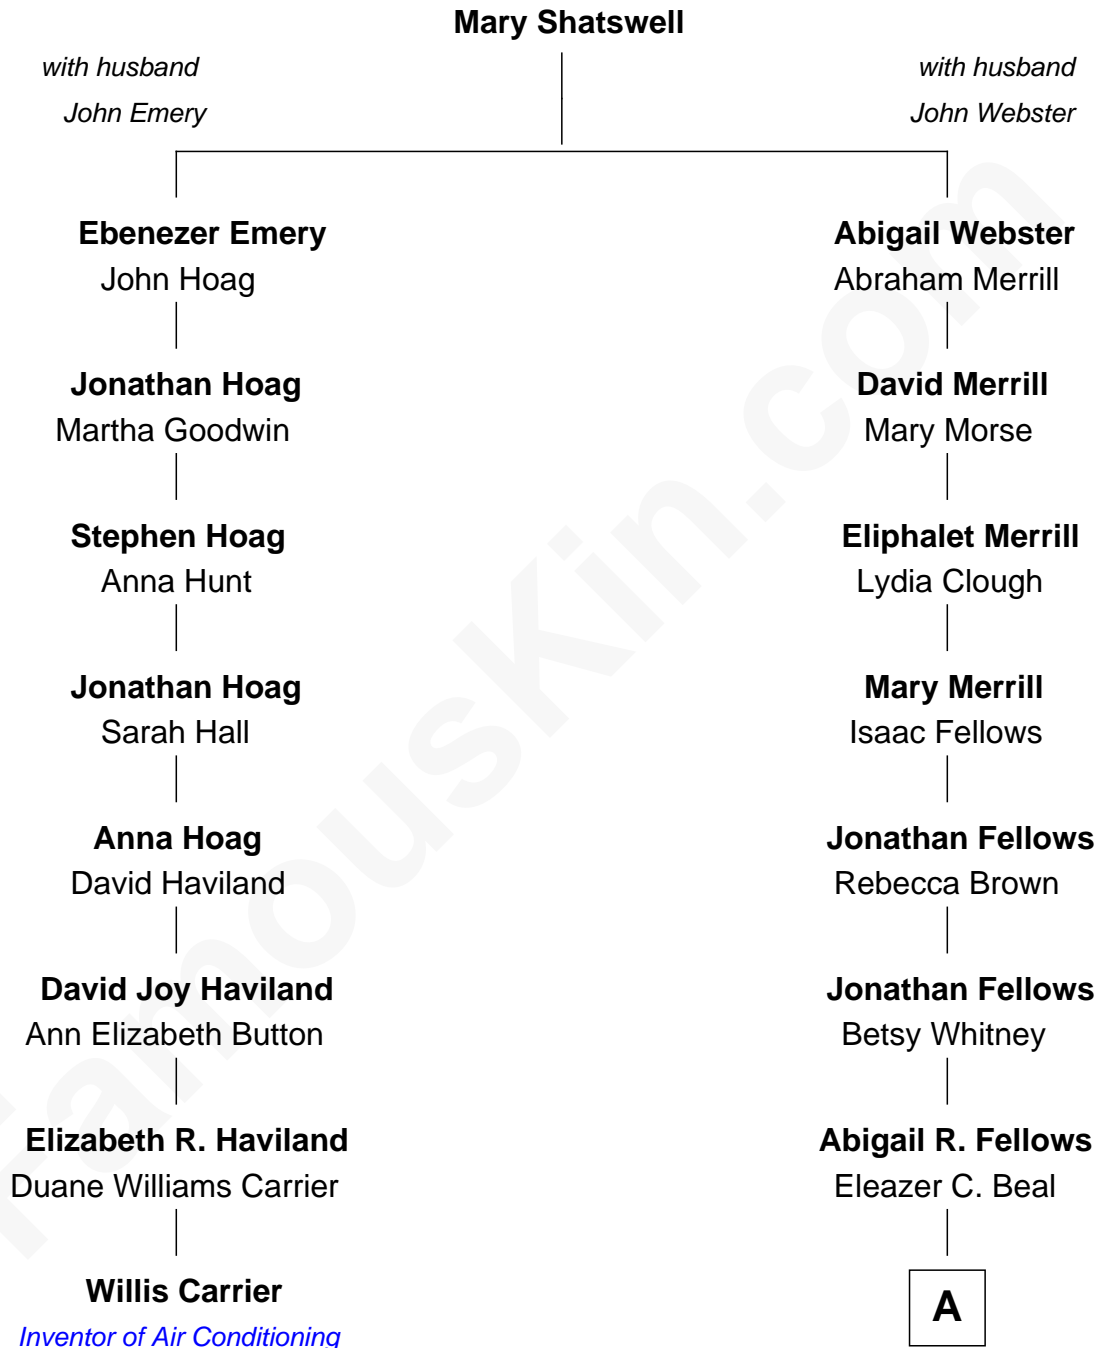 Mary Shatswell
with husband
John Emery
with husband
John Webster
Ebenezer Emery
John Hoag
Abigail Webster
Abraham Merrill
Jonathan Hoag
Martha Goodwin
David Merrill
Mary Morse
Stephen Hoag
Anna Hunt
Eliphalet Merrill
Lydia Clough
Jonathan Hoag
Sarah Hall
Mary Merrill
Isaac Fellows
Anna Hoag
David Haviland
Jonathan Fellows
Rebecca Brown
David Joy Haviland
Ann Elizabeth Button
Jonathan Fellows
Betsy Whitney
Elizabeth R. Haviland
Duane Williams Carrier
Abigail R. Fellows
Eleazer C. Beal
Willis Carrier
Inventor of Air Conditioning
A
FamousKin.com